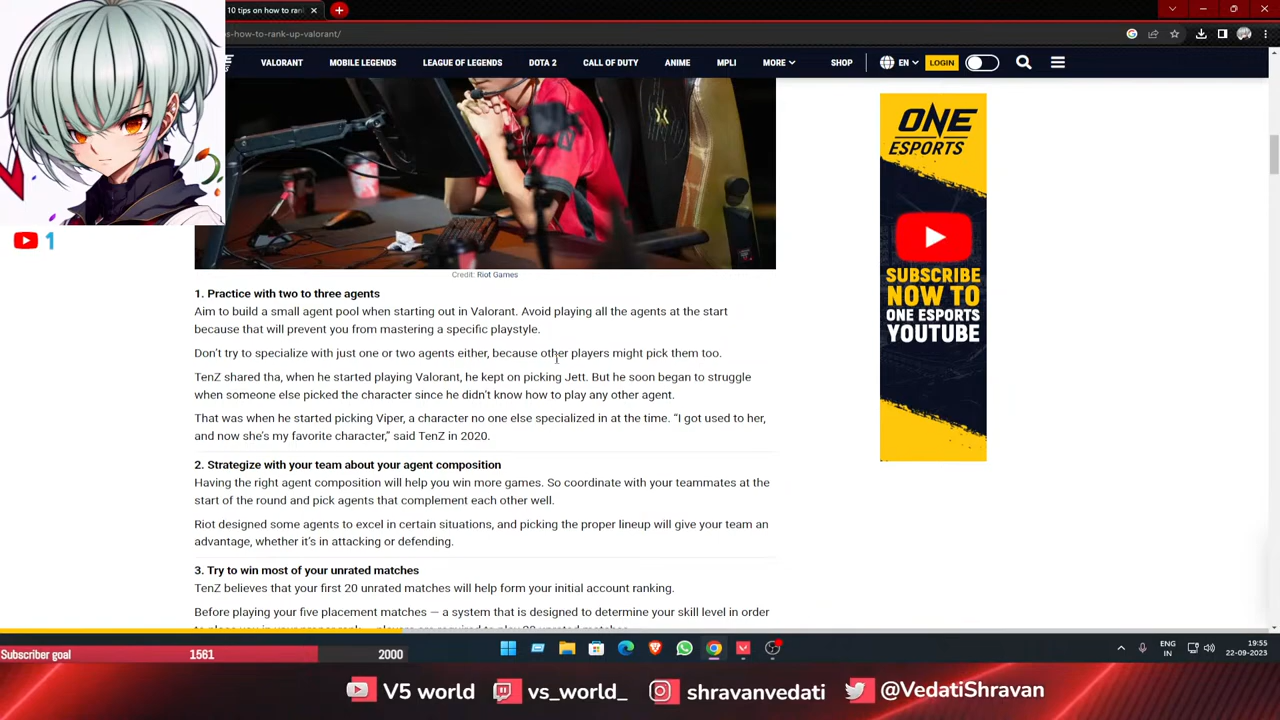 10 tips on how to ran
s-how-to-rank-up-valorant/
VALORANT
MOBILE LEGENDS
LEAGUE OF LEGENDS
DOTA 2
CALL OF DUTY
ANIME
MPLI
MORE
SHOP
EN
LOGIN
Credit: Riot Games
1. Practice with two to three agents
Aim to build a small agent pool when starting out in Valorant. Avoid playing all the agents at the start
because that will prevent you from mastering a specific playstyle.
Don't try to specialize with just one or two agents either, because other players might pick them too.
TenZ shared tha, when he started playing Valorant, he kept on picking Jett. But he soon began to struggle
when someone else picked the character since he didn't know how to play any other agent.
That was when he started picking Viper, a character no one else specialized in at the time. “I got used to her,
and now she's my favorite character,” said TenZ in 2020.
2. Strategize with your team about your agent composition
Having the right agent composition will help you win more games. So coordinate with your teammates at the
start of the round and pick agents that complement each other well.
Riot designed some agents to excel in certain situations, and picking the proper lineup will give your team an
advantage, whether it's in attacking or defending.
3. Try to win most of your unrated matches
TenZ believes that your first 20 unrated matches will help form your initial account ranking.
Before playing your five placement matches — a system that is designed to determine your skill level in order
ONE
ESPORTS
SUBSCRIBE
NOW TO
ONE ESPORTS
YOUTUBE
1
ENG
IN
19:55
22-09-2023
Subscriber goal
1561
2000
V5 world
vs_world_
shravanvedati
@VedatiShravan